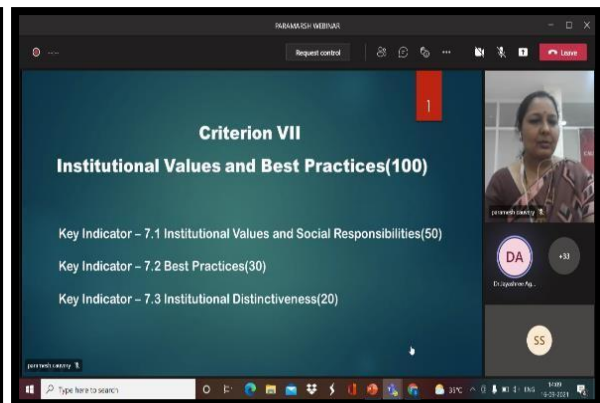 PARAMARSH WEBINAR
Request control
Leave
1
Criterion VII
Institutional Values and Best Practices(100)
Key Indicator – 7.1 Institutional Values and Social Responsibilities(50)
Key Indicator – 7.2 Best Practices(30)
Key Indicator – 7.3 Institutional Distinctiveness(20)
DA
+33
SS
Type here to search
35°C
ENG